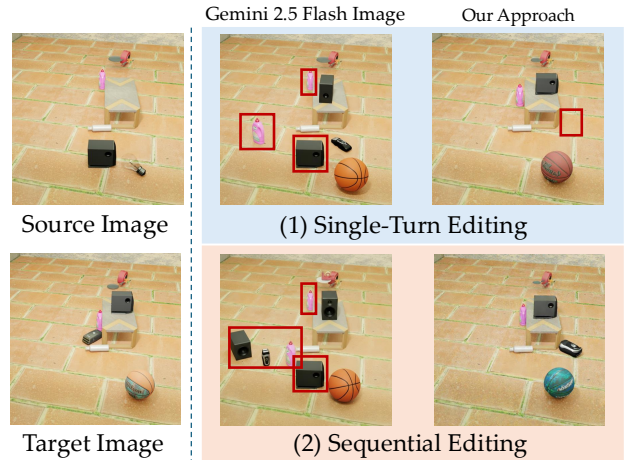 Gemini 2.5 Flash Image
Our Approach
Source Image
(1) Single-Turn Editing
Target Image
(2) Sequential Editing